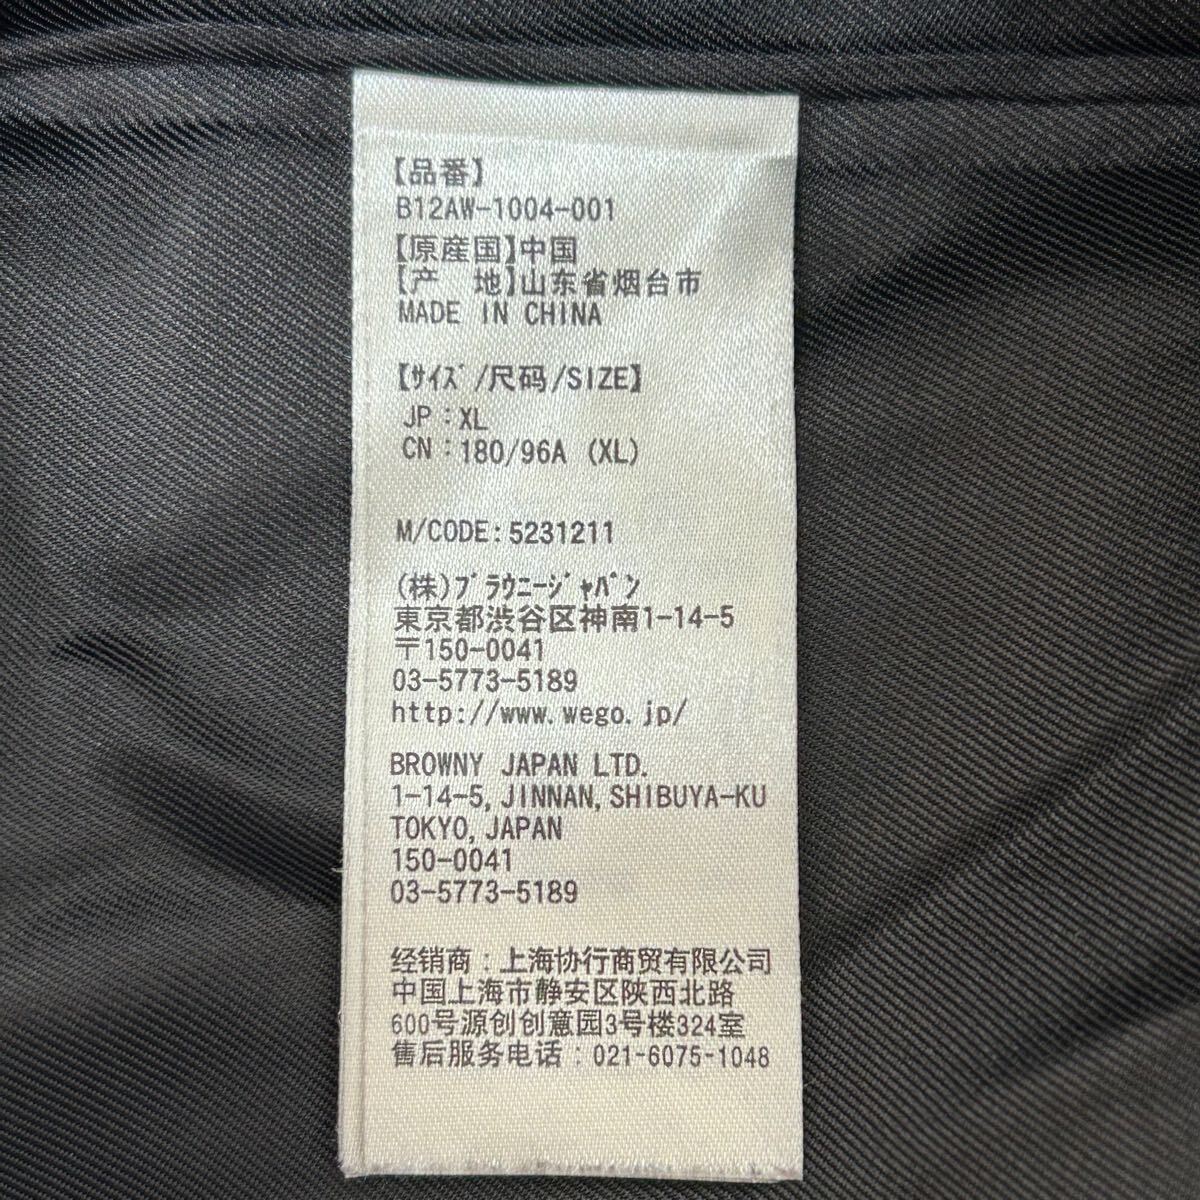 【品番】
B12AW-1004-001
【原産国】中国
【产　地】山东省烟台市
MADE IN CHINA
【ｻｲｽﾞ/尺码/SIZE】
JP：XL
CN：180/96A (XL)
M/CODE:5231211
(株)ﾌﾞﾗｳﾆｰｼﾞｬﾊﾟﾝ
東京都渋谷区神南1-14-5
〒150-0041
03-5773-5189
http://www.wego.jp/
BROWNY JAPAN LTD.
1-14-5,JINNAN,SHIBUYA-KU
TOKYO,JAPAN
150-0041
03-5773-5189
经销商：上海协行商贸有限公司
中国上海市静安区陕西北路
600号源创创意园3号楼324室
售后服务电话：021-6075-1048